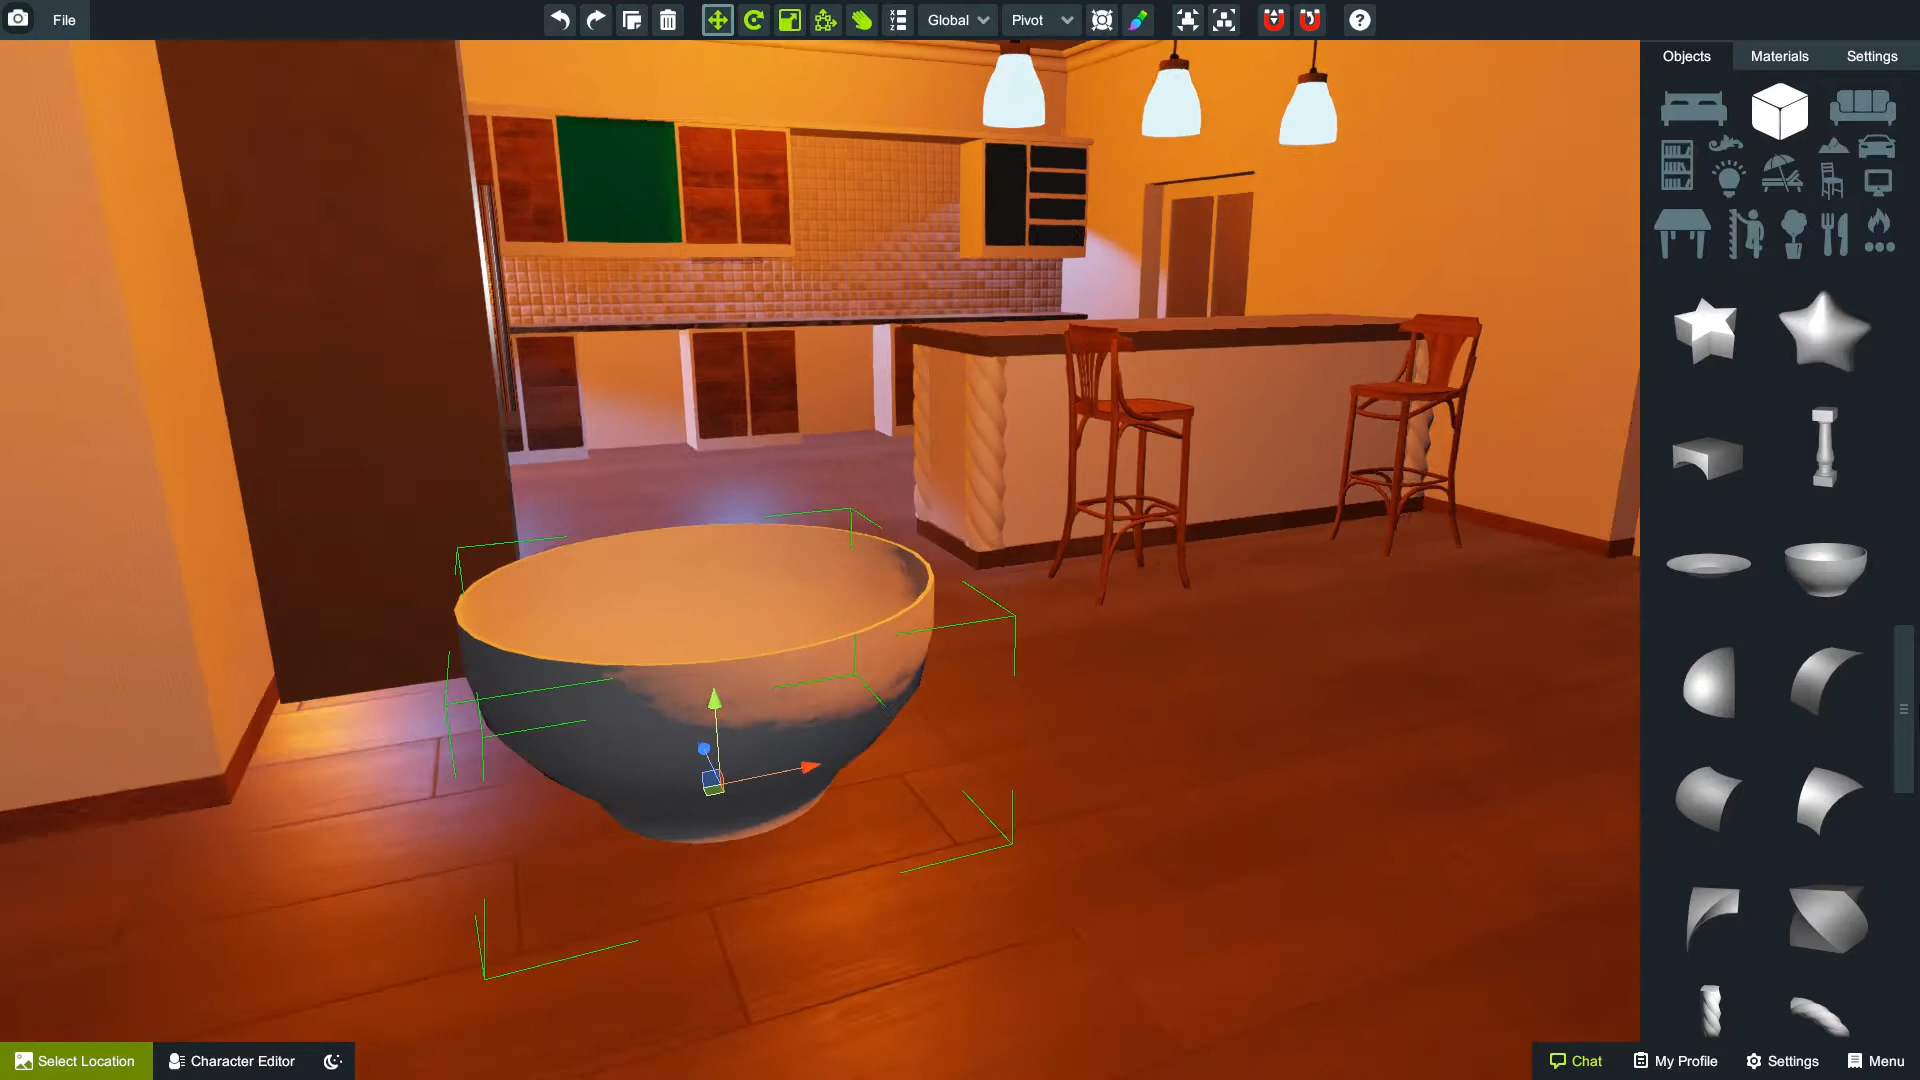 File
Global
Pivot
Objects
Materials
Settings
Select Location
Character Editor
Chat
My Profile
Settings
Menu